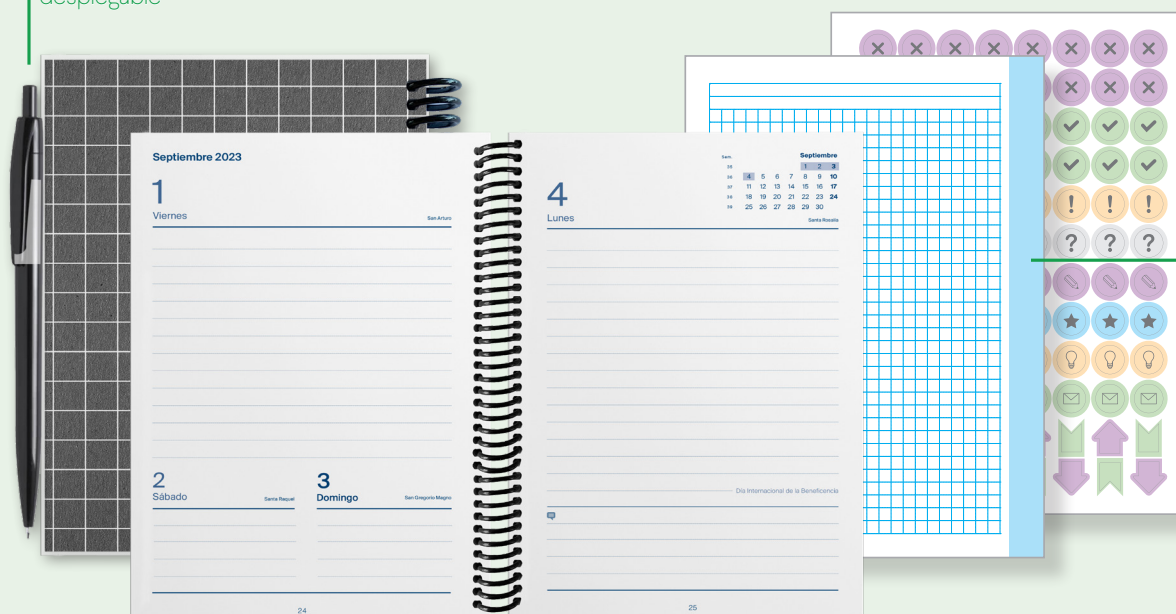 desplegable
Septiembre 2023
1
Viernes
San Arturo
2
Sábado
Santa Raquel
3
Domingo
San Gregorio Magno
24
Sem. Septiembre
35 1 2 3
36 4 5 6 7 8 9 10
37 11 12 13 14 15 16 17
38 18 19 20 21 22 23 24
39 25 26 27 28 29 30
4
Lunes
Santa Rosalía
Día Internacional de la Beneficencia
25